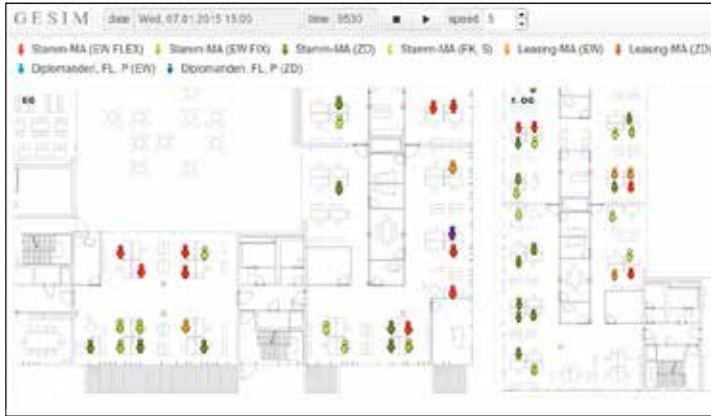 GESIM date Wed, 07.01.2015 15:00 time 8530 speed 5
Stamm-MA (EW FLEX) Stamm-MA (EW FIX) Stamm-MA (ZD) Stamm-MA (FK, S) Leasing-MA (EW) Leasing-MA (ZD)
Diplomanden, FL, P (EW) Diplomanden, FL, P (ZD)
E0 1.OG